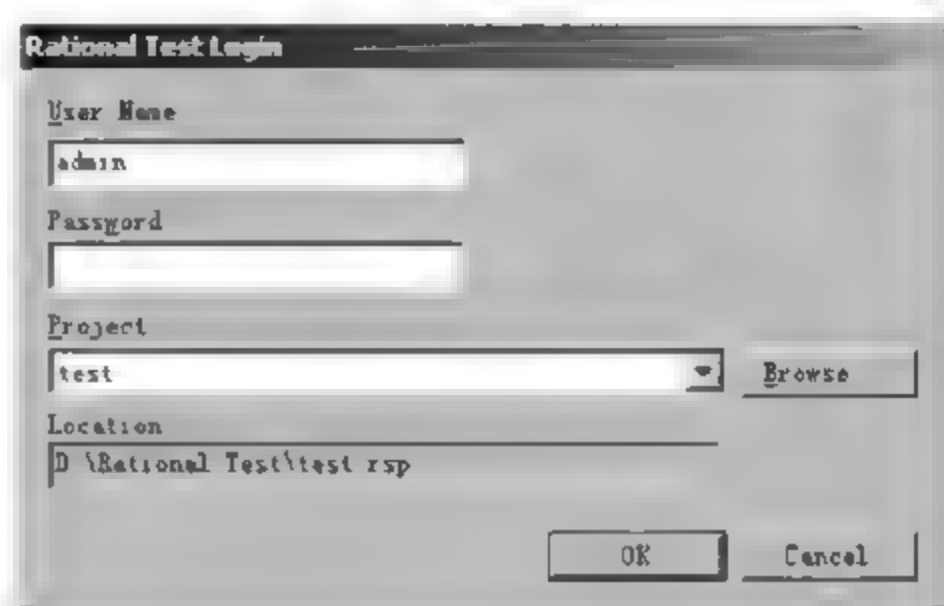 Rational Test Login
User Name
admin
Password
Project
test
Browse
Location
D \Rational Test\test rsp
OK
Cancel